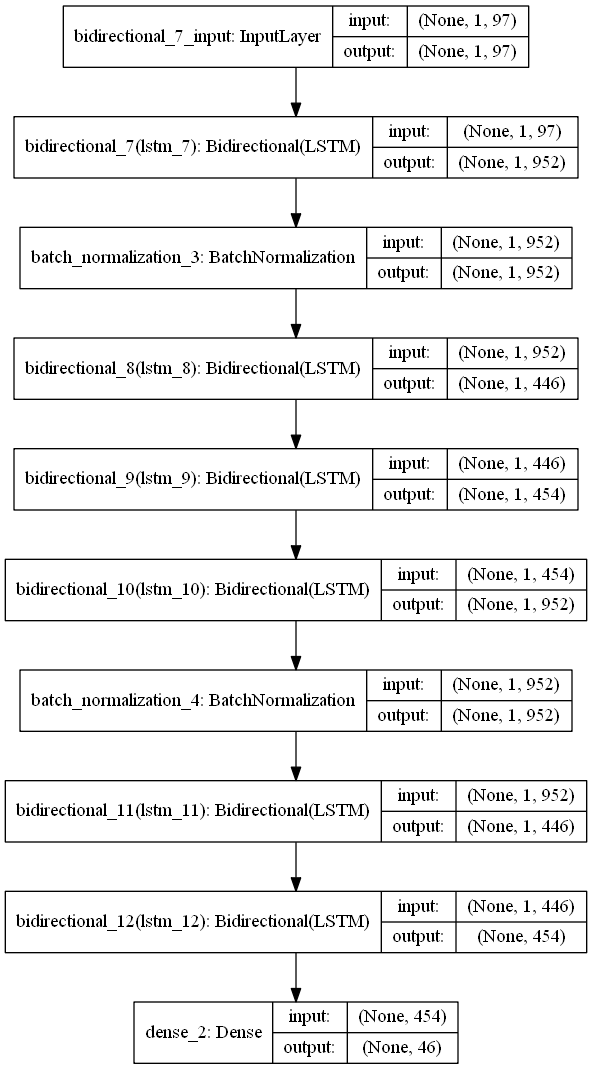 bidirectional_7_input: InputLayer
input: (None, 1, 97)
output: (None, 1, 97)
bidirectional_7(lstm_7): Bidirectional(LSTM)
input: (None, 1, 97)
output: (None, 1, 952)
batch_normalization_3: BatchNormalization
input: (None, 1, 952)
output: (None, 1, 952)
bidirectional_8(lstm_8): Bidirectional(LSTM)
input: (None, 1, 952)
output: (None, 1, 446)
bidirectional_9(lstm_9): Bidirectional(LSTM)
input: (None, 1, 446)
output: (None, 1, 454)
bidirectional_10(lstm_10): Bidirectional(LSTM)
input: (None, 1, 454)
output: (None, 1, 952)
batch_normalization_4: BatchNormalization
input: (None, 1, 952)
output: (None, 1, 952)
bidirectional_11(lstm_11): Bidirectional(LSTM)
input: (None, 1, 952)
output: (None, 1, 446)
bidirectional_12(lstm_12): Bidirectional(LSTM)
input: (None, 1, 446)
output: (None, 454)
dense_2: Dense
input: (None, 454)
output: (None, 46)